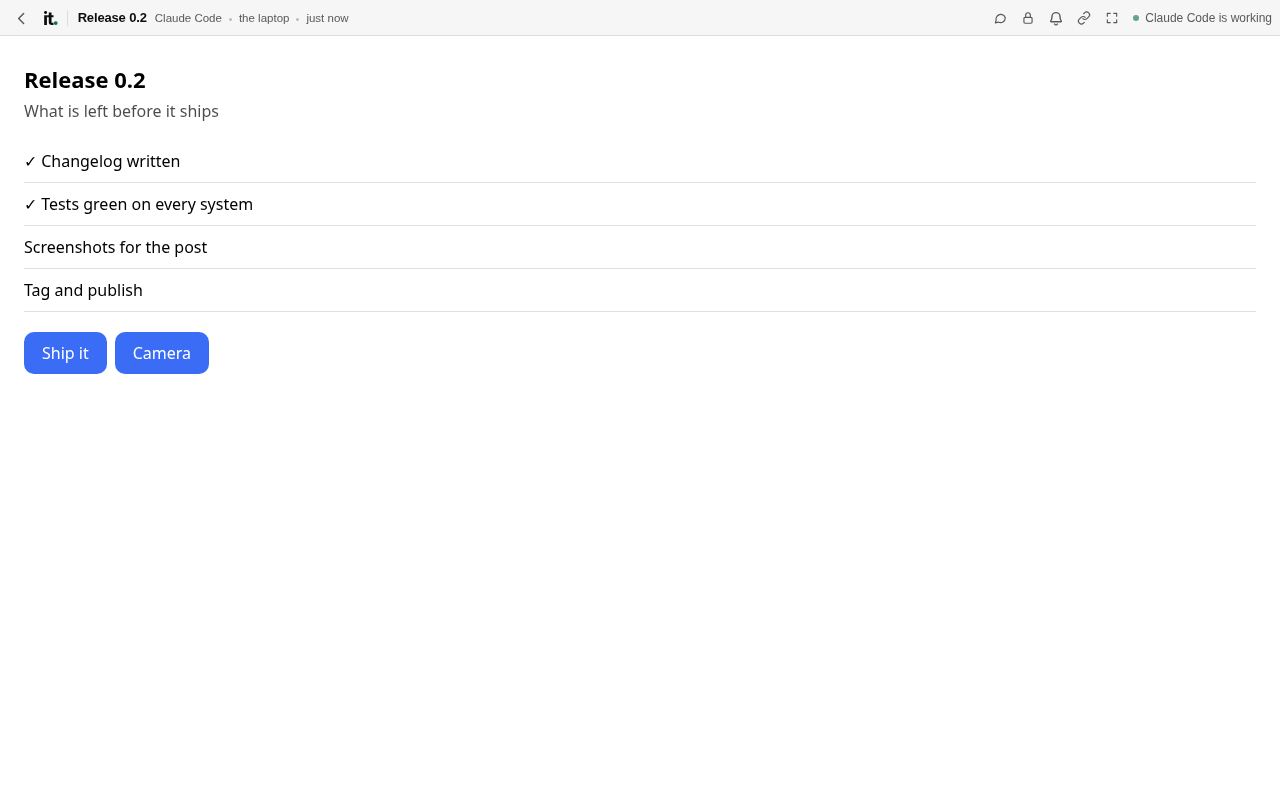 it. Release 0.2 Claude Code • the laptop • just now Claude Code is working
Release 0.2
What is left before it ships
✓ Changelog written
✓ Tests green on every system
Screenshots for the post
Tag and publish
Ship it Camera